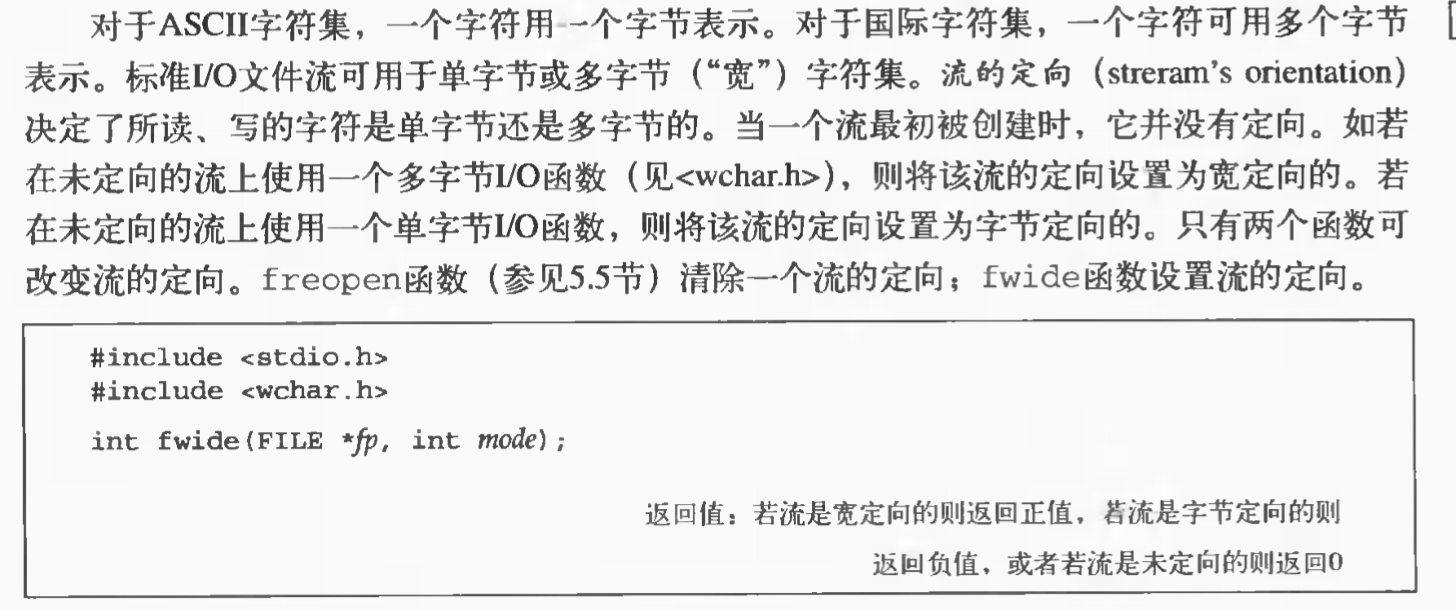 对于ASCII字符集，一个字符用一个字节表示。对于国际字符集，一个字符可用多个字节
表示。标准I/O文件流可用于单字节或多字节（“宽”）字符集。流的定向（streram's orientation）
决定了所读、写的字符是单字节还是多字节的。当一个流最初被创建时，它并没有定向。如若
在未定向的流上使用一个多字节I/O函数（见<wchar.h>），则将该流的定向设置为宽定向的。若
在未定向的流上使用一个单字节I/O函数，则将该流的定向设置为字节定向的。只有两个函数可
改变流的定向。freopen函数（参见5.5节）清除一个流的定向；fwide函数设置流的定向。
#include <stdio.h>
#include <wchar.h>
int fwide(FILE *fp, int mode);
返回值：若流是宽定向的则返回正值，若流是字节定向的则
返回负值，或者若流是未定向的则返回0